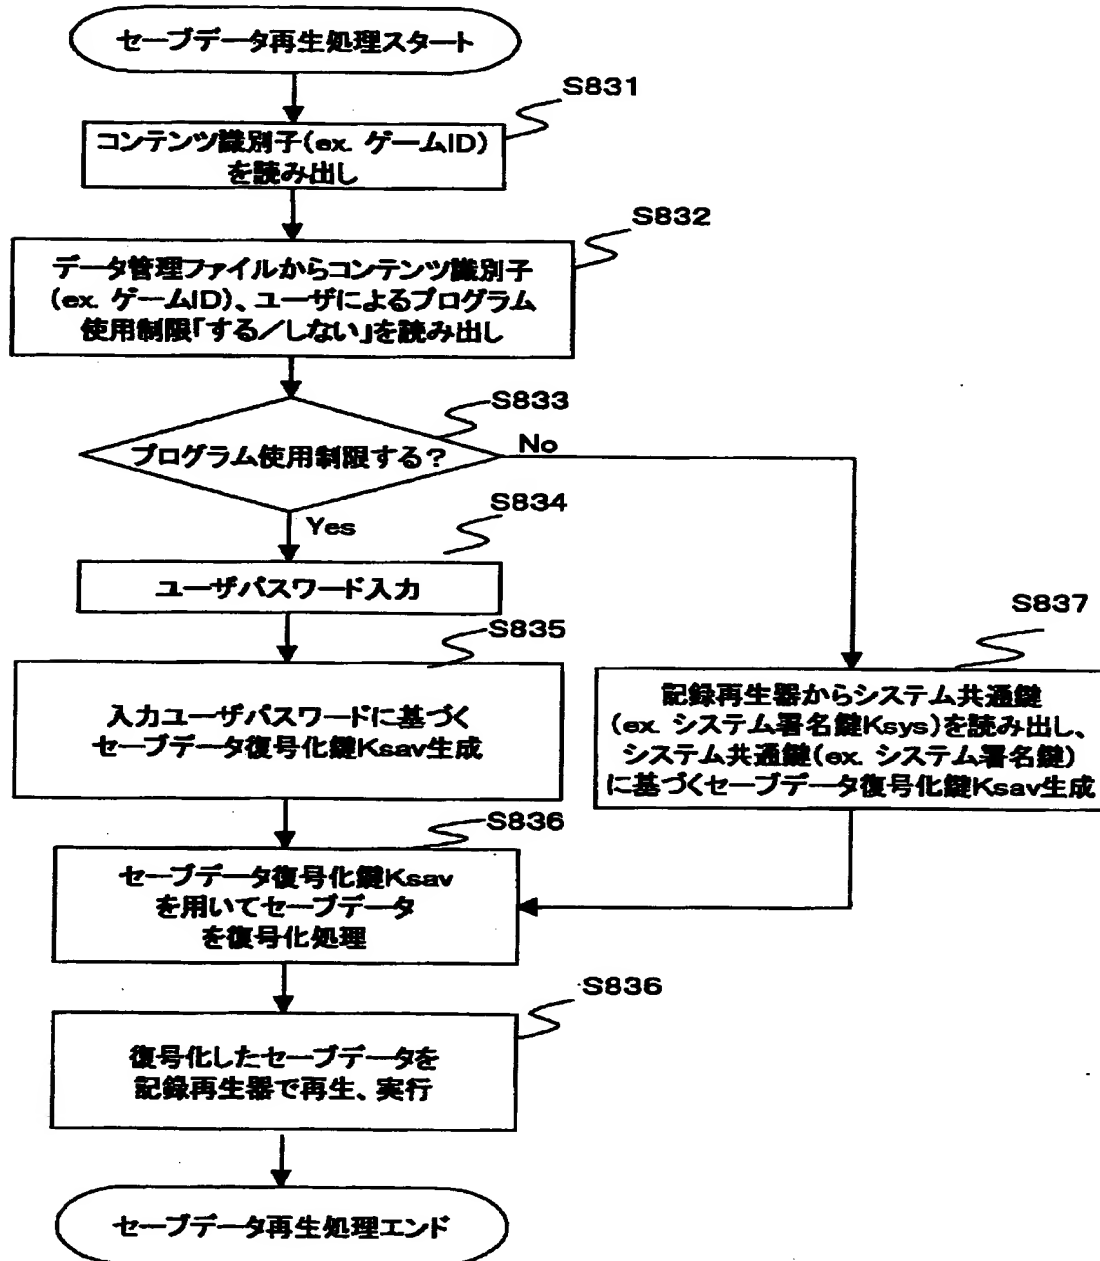 セーブデータ再生処理スタート
S831
コンテンツ識別子(ex. ゲームID)
を読み出し
S832
データ管理ファイルからコンテンツ識別子
(ex. ゲームID)、ユーザによるプログラム
使用制限「する／しない」を読み出し
S833
プログラム使用制限する？
No
Yes
S834
ユーザパスワード入力
S835
入力ユーザパスワードに基づく
セーブデータ復号化鍵Ksav生成
S837
記録再生器からシステム共通鍵
(ex. システム署名鍵Ksys)を読み出し、
システム共通鍵(ex. システム署名鍵)
に基づくセーブデータ復号化鍵Ksav生成
S836
セーブデータ復号化鍵Ksav
を用いてセーブデータ
を復号化処理
S836
復号化したセーブデータを
記録再生器で再生、実行
セーブデータ再生処理エンド